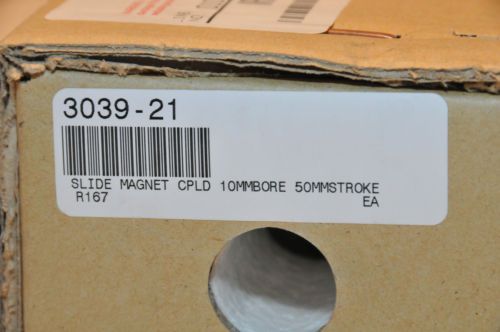 3039-21
SLIDE MAGNET CPLD 10MMBORE 50MMSTROKE
R167 EA